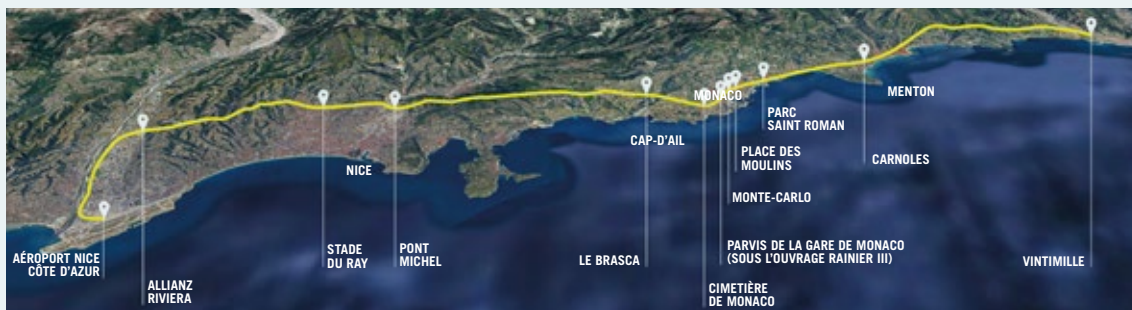 AÉROPORT NICE
CÔTE D'AZUR
ALLIANZ
RIVIERA
STADE
DU RAY
NICE
PONT
MICHEL
LE BRASCA
CAP-D'AIL
CIMETIÈRE
DE MONACO
MONACO
PARVIS DE LA GARE DE MONACO
(SOUS L'OUVRAGE RAINIER III)
MONTE-CARLO
PLACE DES
MOULINS
PARC
SAINT ROMAN
CARNOLES
MENTON
VINTIMILLE